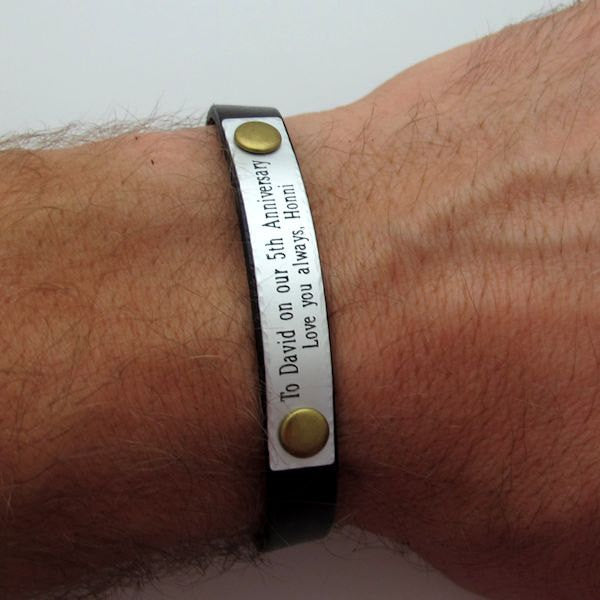 To David on our 5th Anniversary
Love you always, Honni